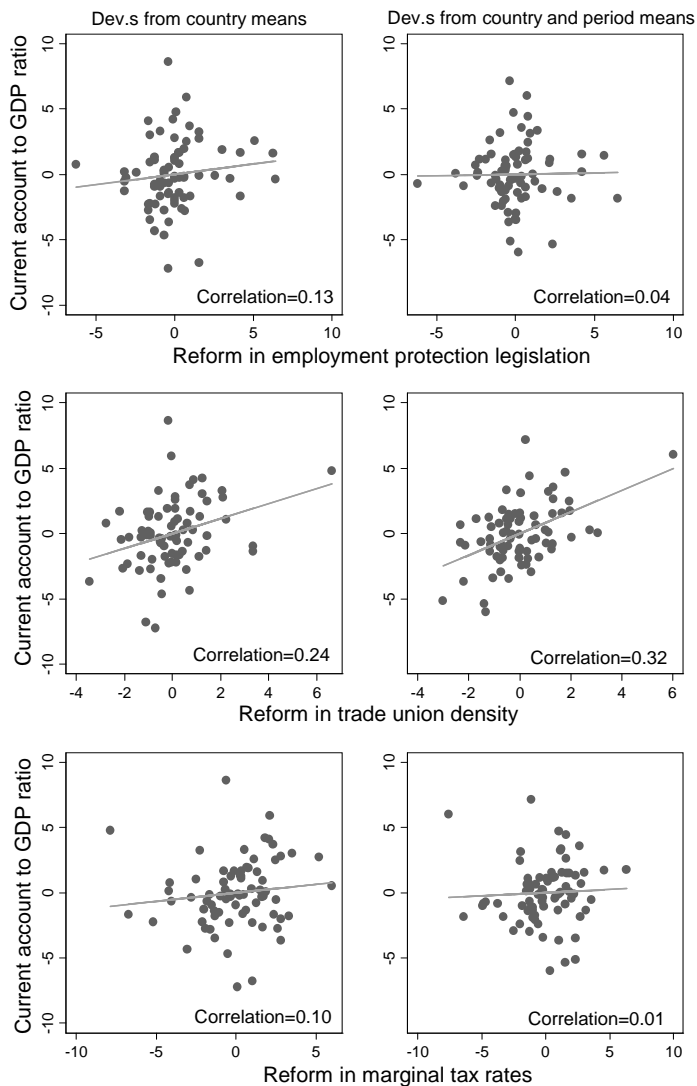 Dev.s from country means
Dev.s from country and period means
Current account to GDP ratio
-10 -5 0 5 10
Correlation=0.13
-5 0 5 10
-10 -5 0 5 10
Correlation=0.04
-5 0 5 10
Reform in employment protection legislation
Current account to GDP ratio
-10 -5 0 5 10
Correlation=0.24
-4 -2 0 2 4 6
-10 -5 0 5 10
Correlation=0.32
-4 -2 0 2 4 6
Reform in trade union density
Current account to GDP ratio
-10 -5 0 5 10
Correlation=0.10
-10 -5 0 5
-10 -5 0 5 10
Correlation=0.01
-10 -5 0 5 10
Reform in marginal tax rates